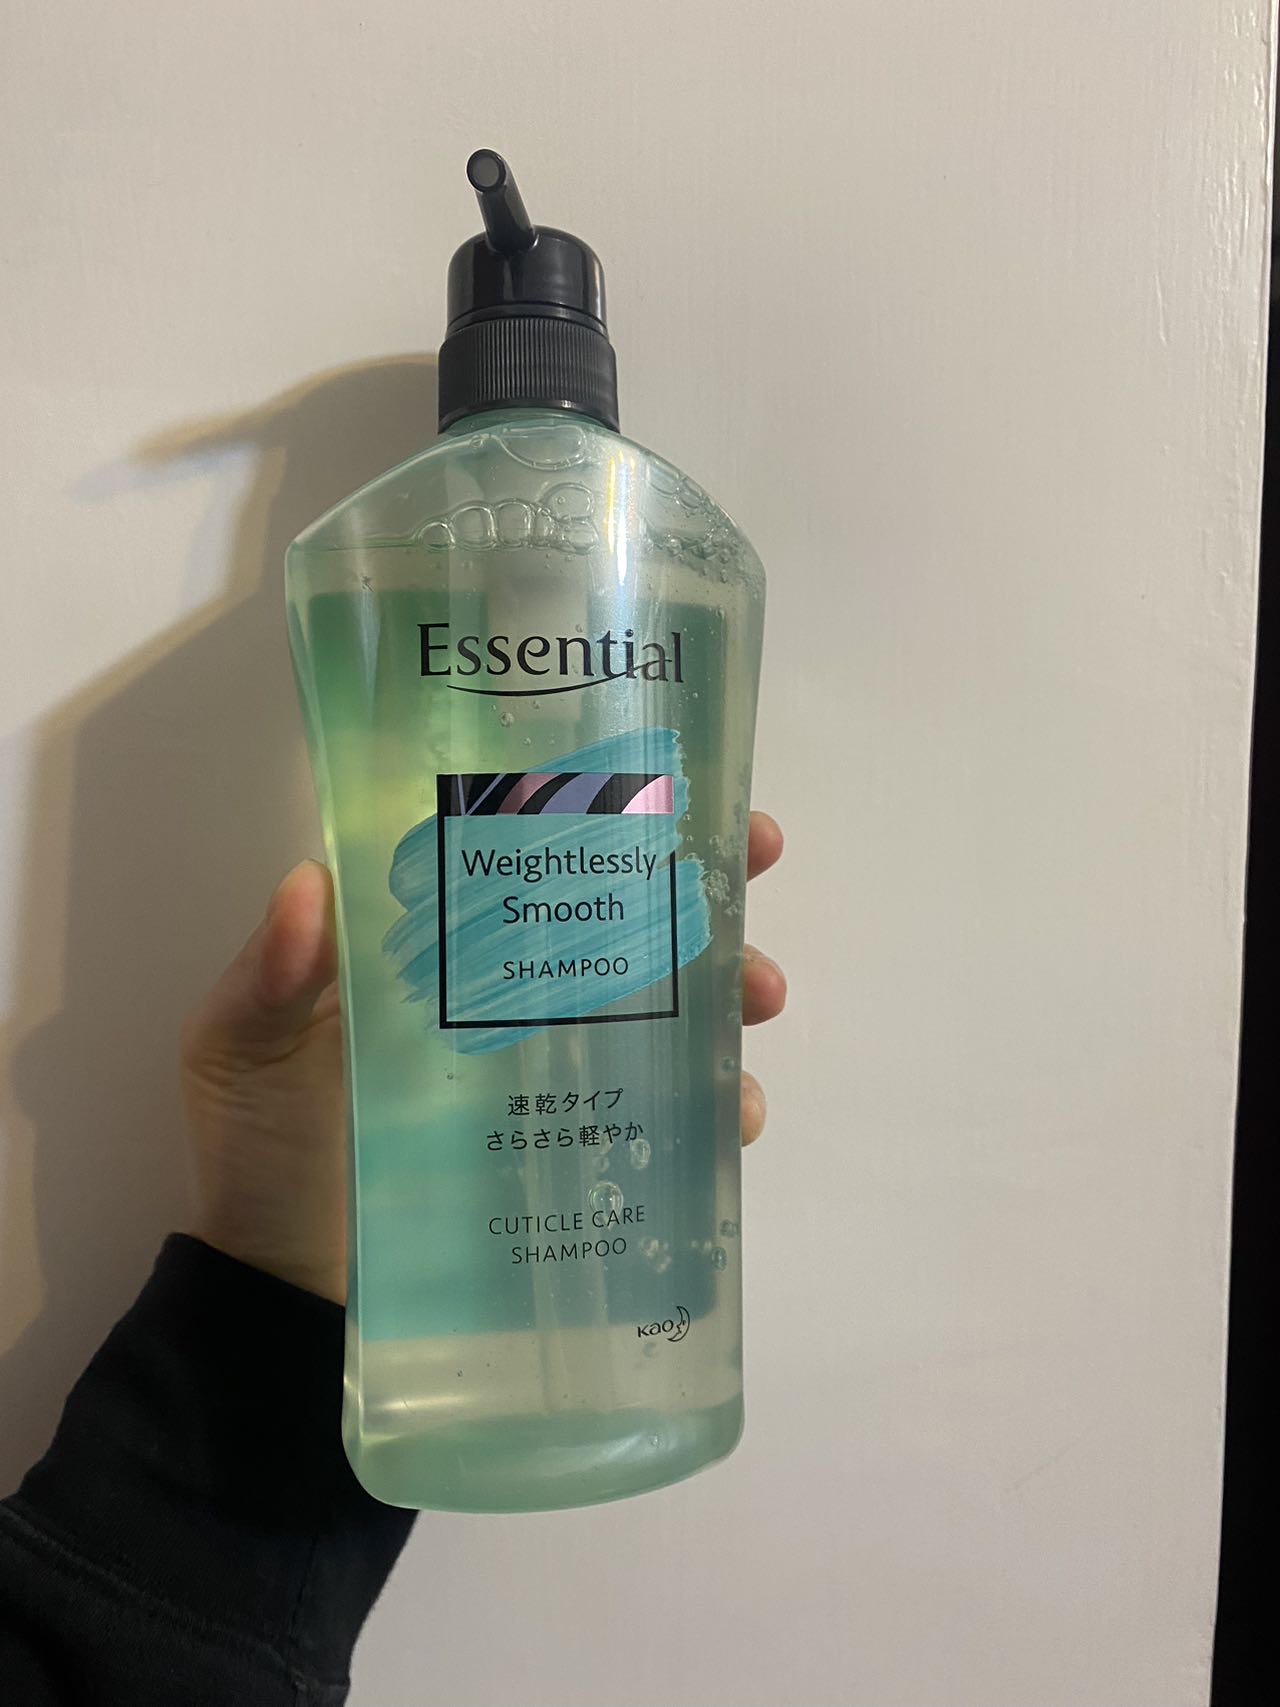 Essential
Weightlessly
Smooth
SHAMPOO
速乾タイプ
さらさら軽やか
CUTICLE CARE
SHAMPOO
Kao